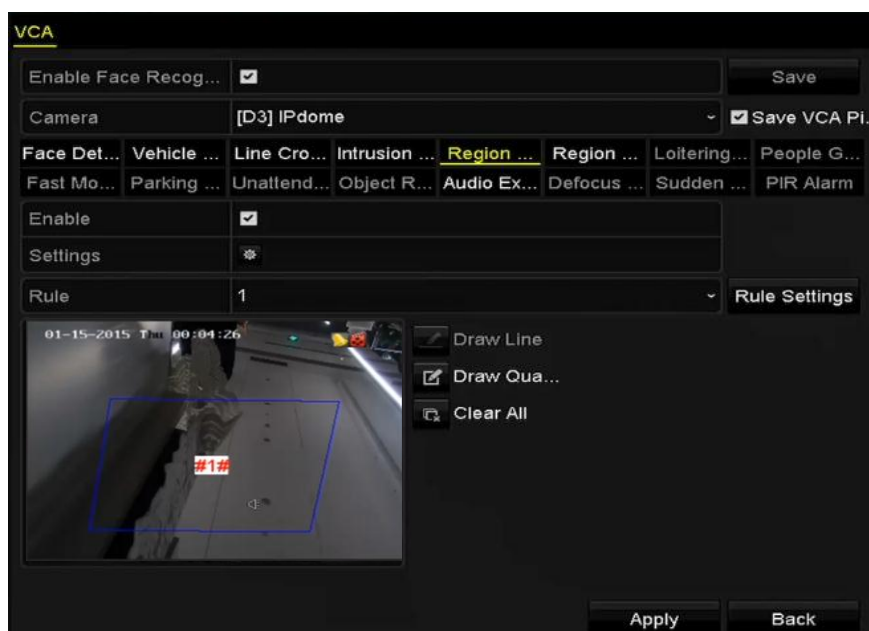 VCA
Enable Face Recog... Save
Camera [D3] IPdome Save VCA Pi.
Face Det... Vehicle ... Line Cro... Intrusion ... Region ... Region ... Loitering... People G...
Fast Mo... Parking ... Unattend... Object R... Audio Ex... Defocus ... Sudden ... PIR Alarm
Enable
Settings
Rule 1 Rule Settings
01-15-2015 Thu 00:04:26
Draw Line
Draw Qua...
Clear All
#1#
Apply Back